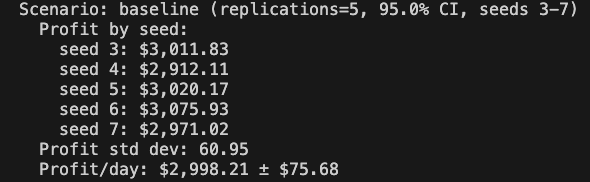 Scenario: baseline (replications=5, 95.0% CI, seeds 3–7)
Profit by seed:
seed 3: $3,011.83
seed 4: $2,912.11
seed 5: $3,020.17
seed 6: $3,075.93
seed 7: $2,971.02
Profit std dev: 60.95
Profit/day: $2,998.21 ± $75.68